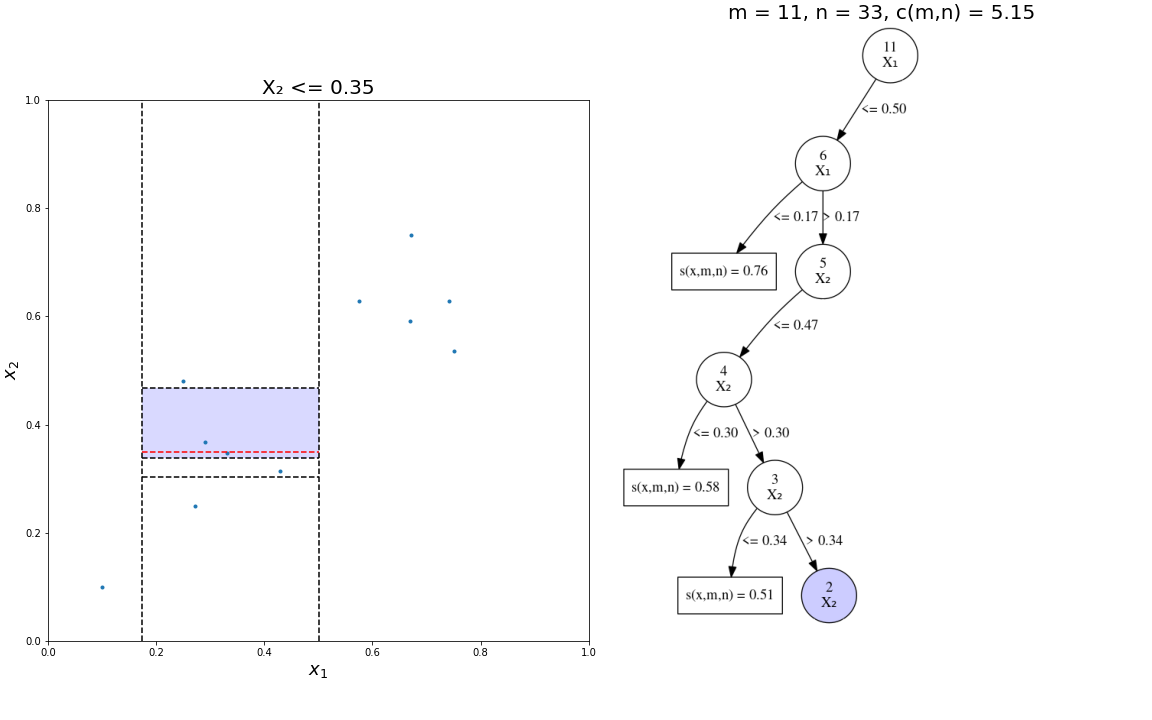 m = 11, n = 33, c(m,n) = 5.15
X₂ <= 0.35
1.0
0.8
0.6
0.4
0.2
0.0
x₂
0.0 0.2 0.4 0.6 0.8 1.0
x₁
11
X₁
<= 0.50
6
X₁
<= 0.17 > 0.17
s(x,m,n) = 0.76
5
X₂
<= 0.47
4
X₂
<= 0.30 > 0.30
s(x,m,n) = 0.58
3
X₂
<= 0.34 > 0.34
s(x,m,n) = 0.51
2
X₂